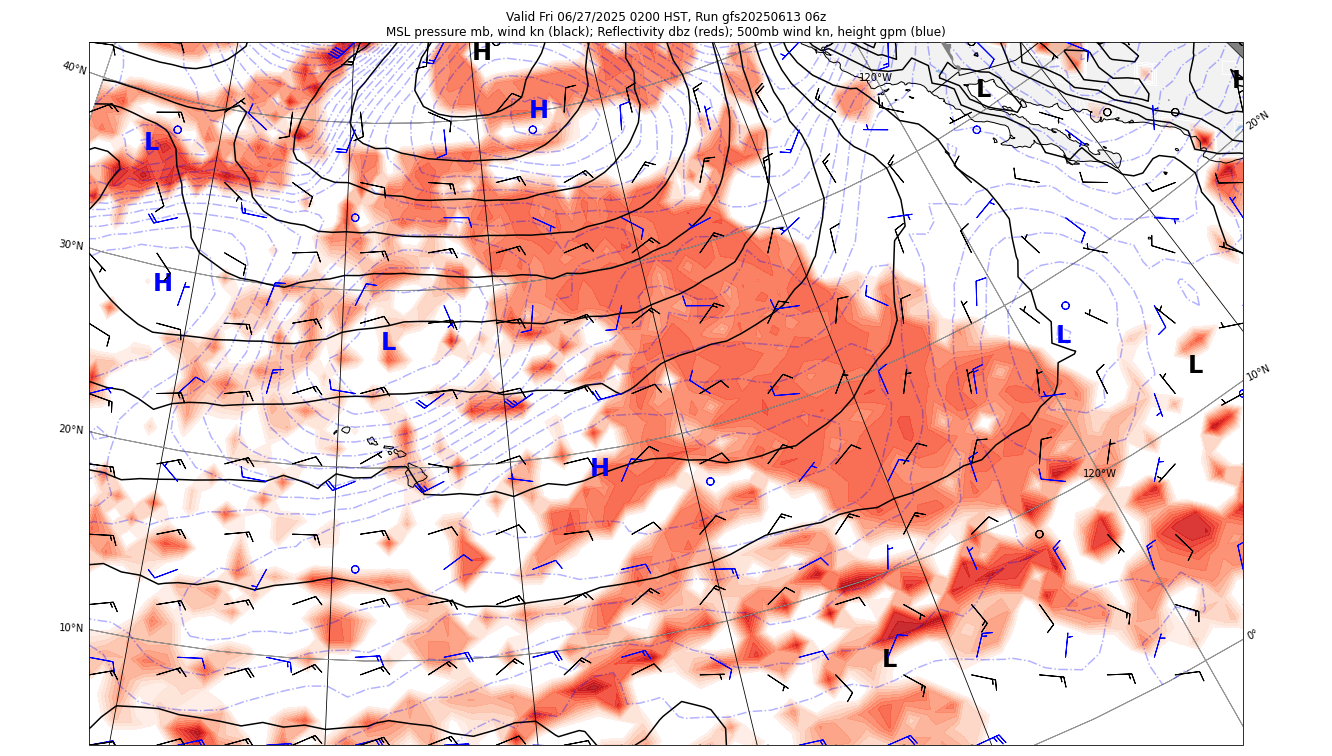 Valid Fri 06/27/2025 0200 HST, Run gfs20250613 06z
MSL pressure mb, wind kn (black); Reflectivity dbz (reds); 500mb wind kn, height gpm (blue)
H
40°N
120°W
L
H
20°N
L
30°N
H
L
L
L
10°N
20°N
H
120°W
10°N
0°
L